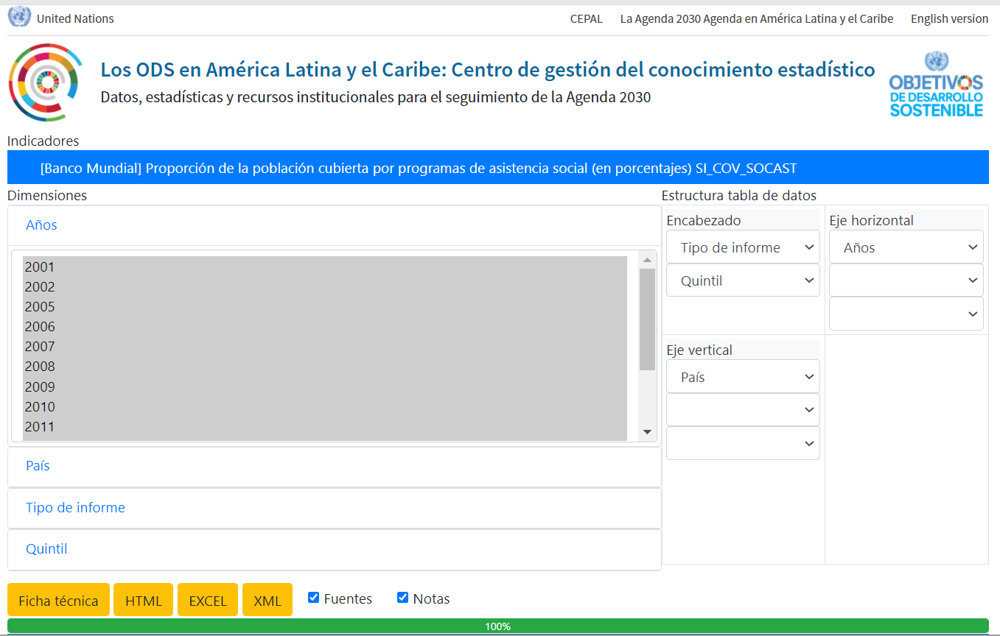 United Nations
CEPAL La Agenda 2030 Agenda en América Latina y el Caribe English version
Los ODS en América Latina y el Caribe: Centro de gestión del conocimiento estadístico
Datos, estadísticas y recursos institucionales para el seguimiento de la Agenda 2030
OBJETIVOS
DE DESARROLLO
SOSTENIBLE
Indicadores
[Banco Mundial] Proporción de la población cubierta por programas de asistencia social (en porcentajes) SI_COV_SOCAST
Dimensiones
Años
2001
2002
2005
2006
2007
2008
2009
2010
2011
País
Tipo de informe
Quintil
Estructura tabla de datos
Encabezado
Tipo de informe
Quintil
Eje horizontal
Años
Eje vertical
País
Ficha técnica HTML EXCEL XML Fuentes Notas
100%